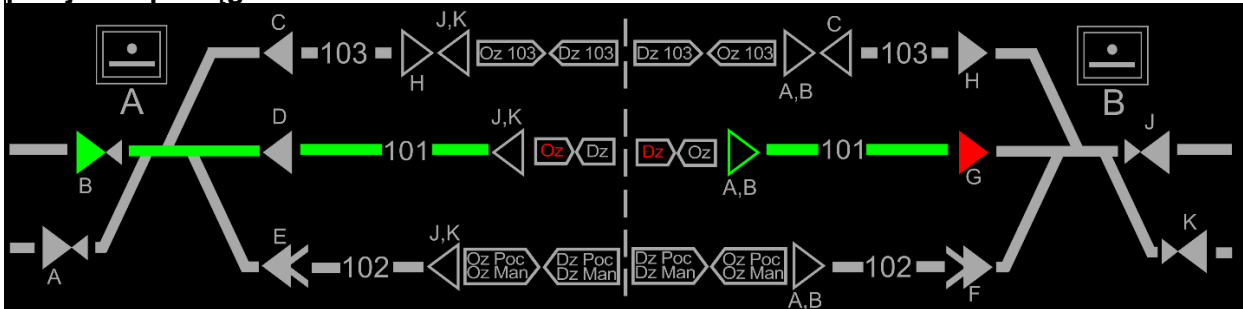 C J,K C
103 Oz 103 Dz 103 Dz 103 Oz 103 103
A H A,B H B
D J,K J
101 Oz Dz Dz Oz 101
B A,B G
E J,K K
102 Oz Poc Dz Poc Dz Poc Oz Poc 102
Oz Man Dz Man Dz Man Oz Man
A A,B F